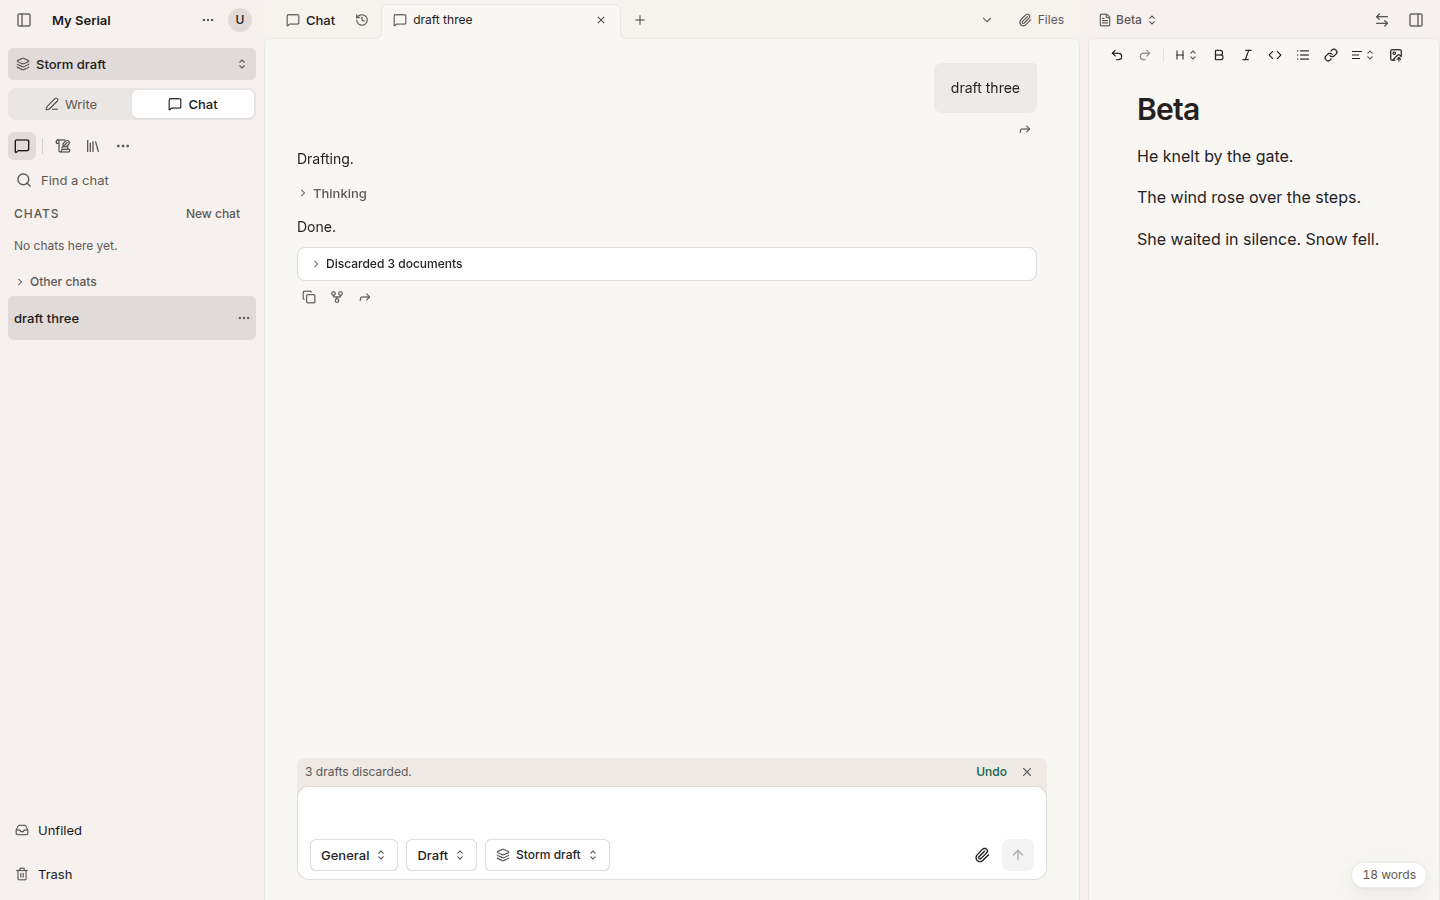 My Serial
U
Storm draft
Write
Chat
Find a chat
CHATS
New chat
No chats here yet.
Other chats
draft three
Unfiled
Trash
Chat
draft three
Files
draft three
Drafting.
Thinking
Done.
Discarded 3 documents
3 drafts discarded.
Undo
General
Draft
Storm draft
Beta
H
B
I
Beta
He knelt by the gate.
The wind rose over the steps.
She waited in silence. Snow fell.
18 words